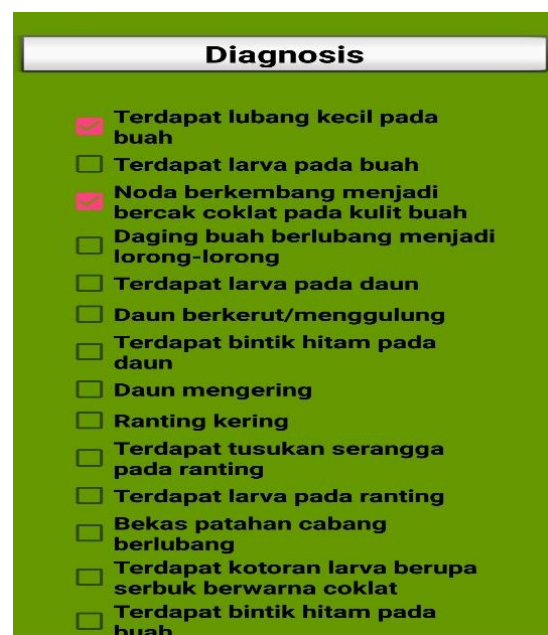 Diagnosis
Terdapat lubang kecil pada
buah
Terdapat larva pada buah
Noda berkembang menjadi
bercak coklat pada kulit buah
Daging buah berlubang menjadi
lorong-lorong
Terdapat larva pada daun
Daun berkerut/menggulung
Terdapat bintik hitam pada
daun
Daun mengering
Ranting kering
Terdapat tusukan serangga
pada ranting
Terdapat larva pada ranting
Bekas patahan cabang
berlubang
Terdapat kotoran larva berupa
serbuk berwarna coklat
Terdapat bintik hitam pada
buah